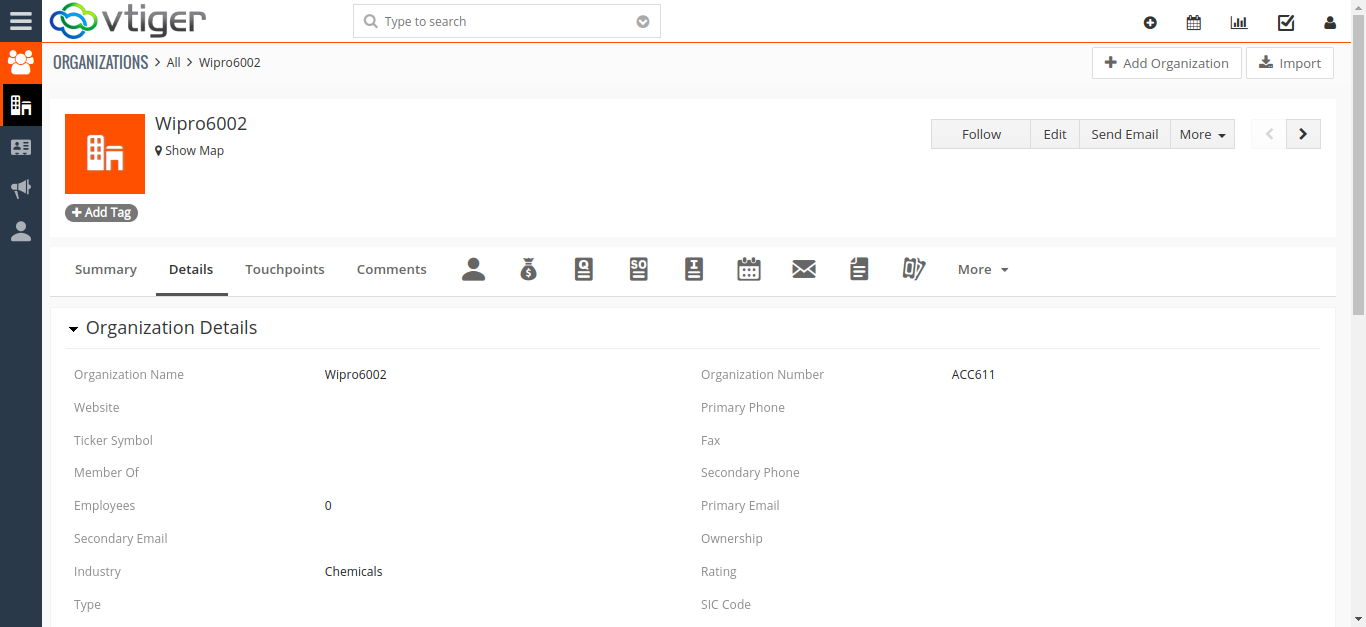 vtiger
Type to search
ORGANIZATIONS > All > Wipro6002
Add Organization
Import
Wipro6002
Show Map
Add Tag
Follow
Edit
Send Email
More
Summary
Details
Touchpoints
Comments
$
Q
SO
I
More
Organization Details
Organization Name Wipro6002 Organization Number ACC611
Website Primary Phone
Ticker Symbol Fax
Member Of Secondary Phone
Employees 0 Primary Email
Secondary Email Ownership
Industry Chemicals Rating
Type SIC Code